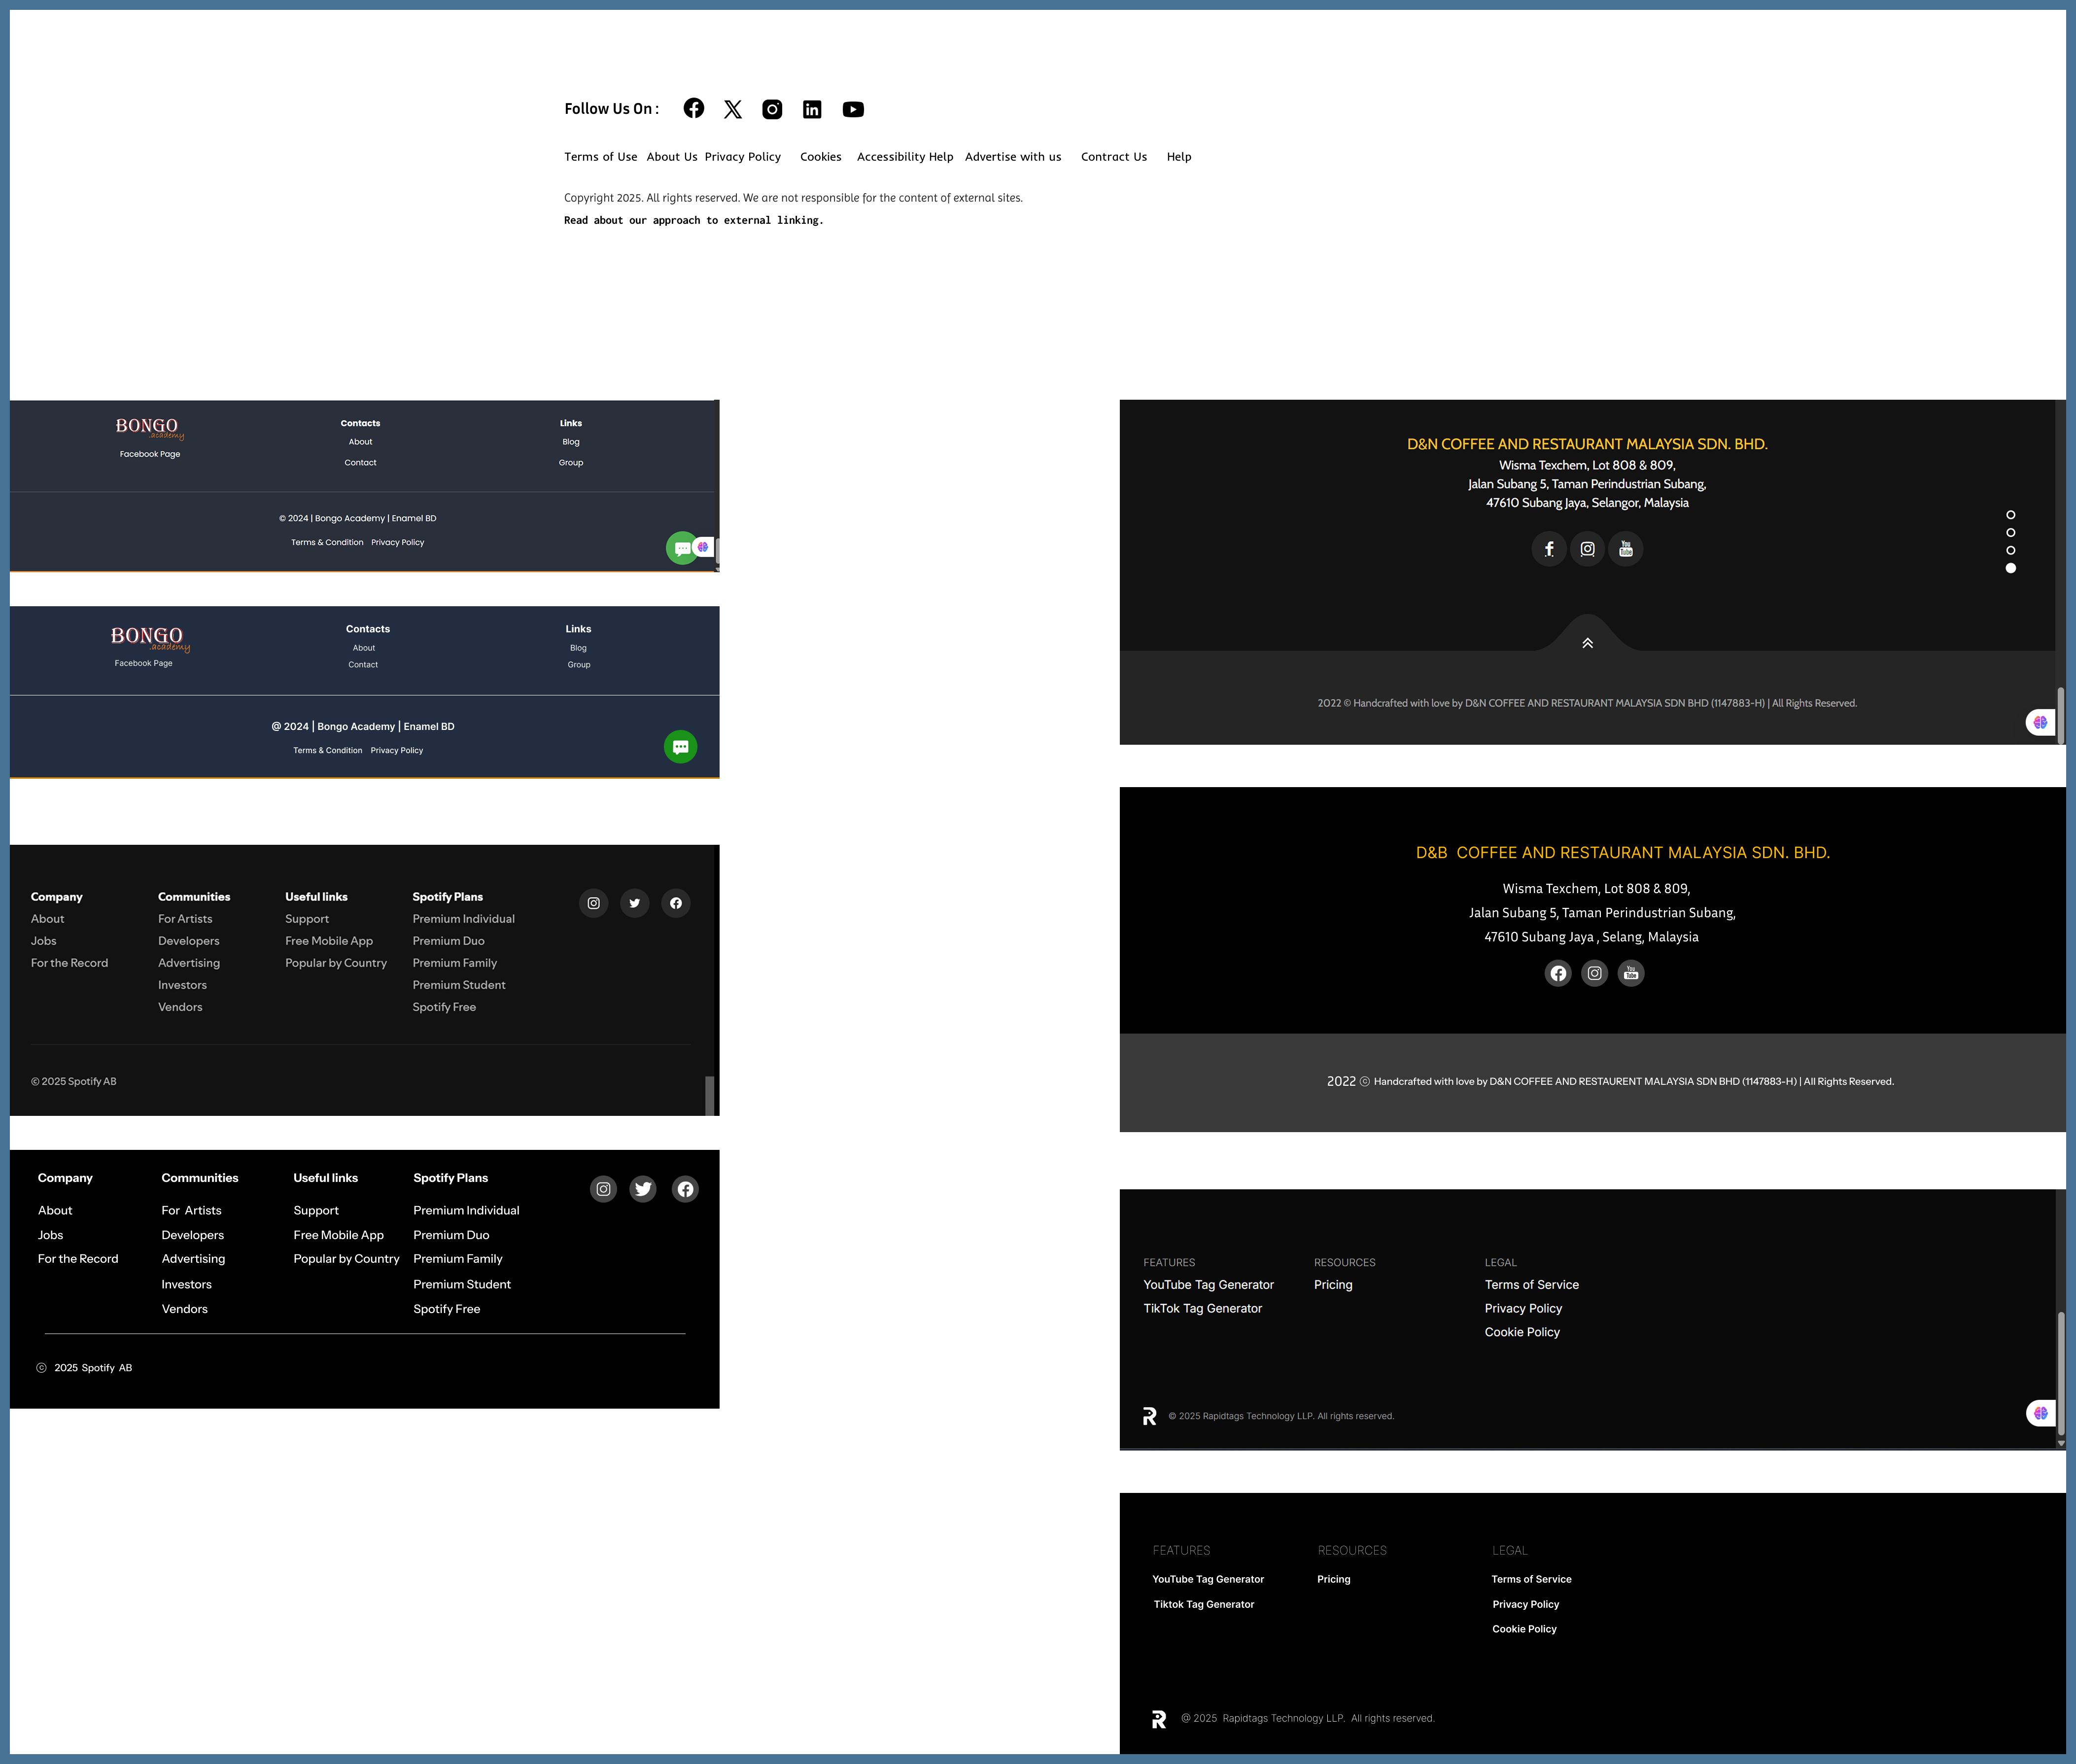 Follow Us On :
Terms of Use About Us Privacy Policy Cookies Accessibility Help Advertise with us Contract Us Help
Copyright 2025. All rights reserved. We are not responsible for the content of external sites.
Read about our approach to external linking.
BONGO
.academy
Facebook Page
Contacts
About
Contact
Links
Blog
Group
© 2024 | Bongo Academy | Enamel BD
Terms & Condition Privacy Policy
BONGO
.academy
Facebook Page
Contacts
About
Contact
Links
Blog
Group
@ 2024 | Bongo Academy | Enamel BD
Terms & Condition Privacy Policy
Company
About
Jobs
For the Record
Communities
For Artists
Developers
Advertising
Investors
Vendors
Useful links
Support
Free Mobile App
Popular by Country
Spotify Plans
Premium Individual
Premium Duo
Premium Family
Premium Student
Spotify Free
© 2025 Spotify AB
Company
About
Jobs
For the Record
Communities
For Artists
Developers
Advertising
Investors
Vendors
Useful links
Support
Free Mobile App
Popular by Country
Spotify Plans
Premium Individual
Premium Duo
Premium Family
Premium Student
Spotify Free
© 2025 Spotify AB
D&N COFFEE AND RESTAURANT MALAYSIA SDN. BHD.
Wisma Texchem, Lot 808 & 809,
Jalan Subang 5, Taman Perindustrian Subang,
47610 Subang Jaya, Selangor, Malaysia
You
Tube
2022 © Handcrafted with love by D&N COFFEE AND RESTAURANT MALAYSIA SDN BHD (1147883-H) | All Rights Reserved.
D&B COFFEE AND RESTAURANT MALAYSIA SDN. BHD.
Wisma Texchem, Lot 808 & 809,
Jalan Subang 5, Taman Perindustrian Subang,
47610 Subang Jaya , Selang, Malaysia
You
Tube
2022 © Handcrafted with love by D&N COFFEE AND RESTAURENT MALAYSIA SDN BHD (1147883-H) | All Rights Reserved.
FEATURES
YouTube Tag Generator
TikTok Tag Generator
RESOURCES
Pricing
LEGAL
Terms of Service
Privacy Policy
Cookie Policy
R © 2025 Rapidtags Technology LLP. All rights reserved.
FEATURES
YouTube Tag Generator
Tiktok Tag Generator
RESOURCES
Pricing
LEGAL
Terms of Service
Privacy Policy
Cookie Policy
R @ 2025 Rapidtags Technology LLP. All rights reserved.